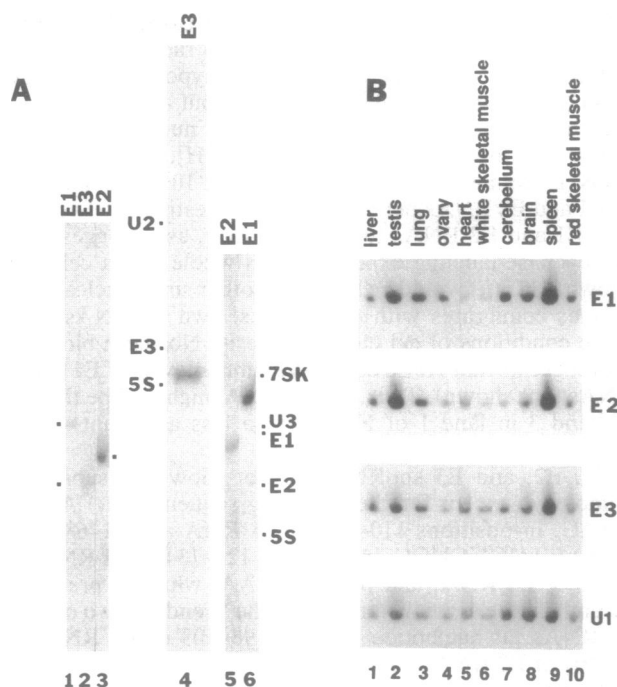 A
E1 E3 E2
E3
E2 E1
U2
E3
5S
7SK
U3
E1
E2
5S
1 2 3 4 5 6
B
liver testis lung ovary heart white skeletal muscle cerebellum brain spleen red skeletal muscle
E1
E2
E3
U1
1 2 3 4 5 6 7 8 9 10